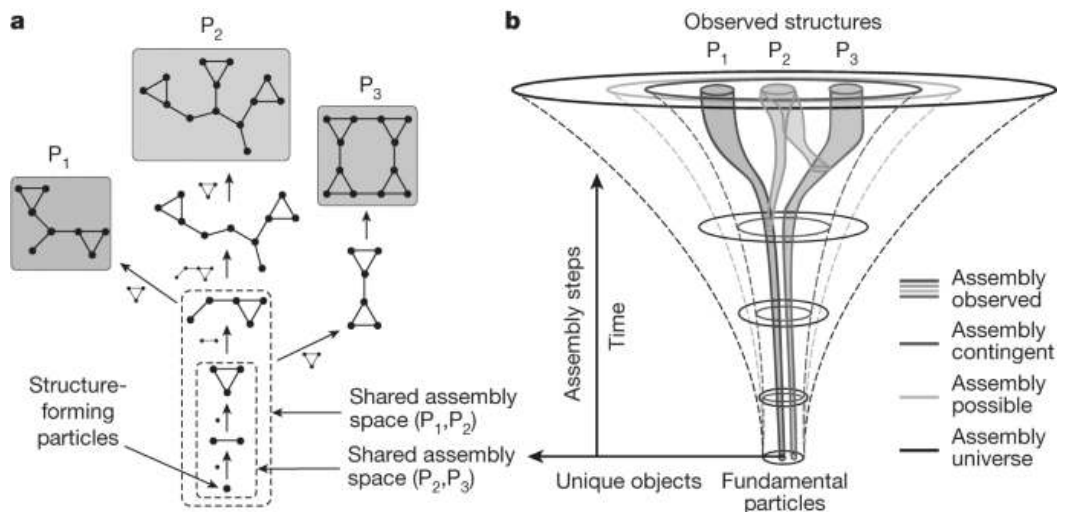 a
P2
P3
P1
Structure-
forming
particles
Shared assembly
space (P1,P2)
Shared assembly
space (P2,P3)
b
Observed structures
P1 P2 P3
Assembly steps
Time
Assembly
observed
Assembly
contingent
Assembly
possible
Assembly
universe
Unique objects
Fundamental
particles